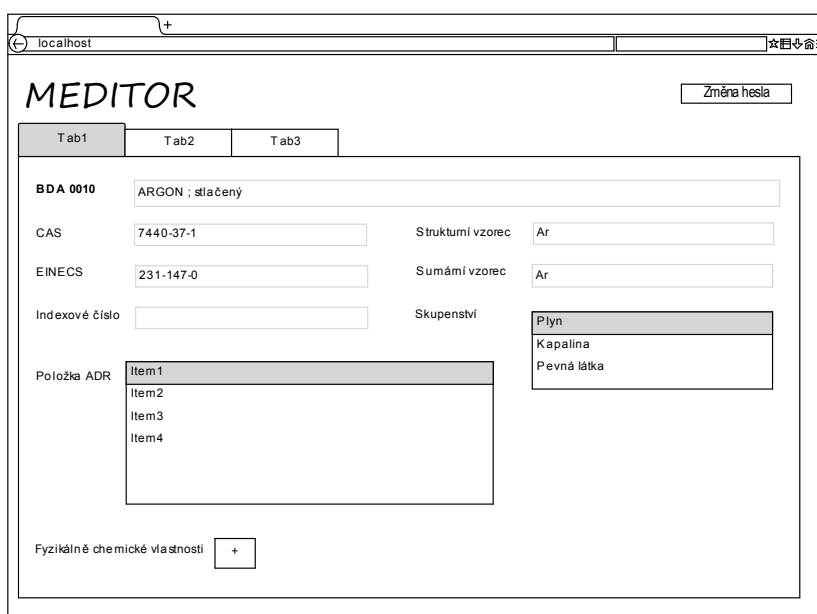 +
localhost
MEDITOR
Změna hesla
Tab1 Tab2 Tab3
BDA 0010 ARGON ; stlačený
CAS 7440-37-1 Strukturní vzorec Ar
EINECS 231-147-0 Sumární vzorec Ar
Indexové číslo Skupenství Plyn
Kapalina
Pevná látka
Položka ADR Item1
Item2
Item3
Item4
Fyzikálně chemické vlastnosti +